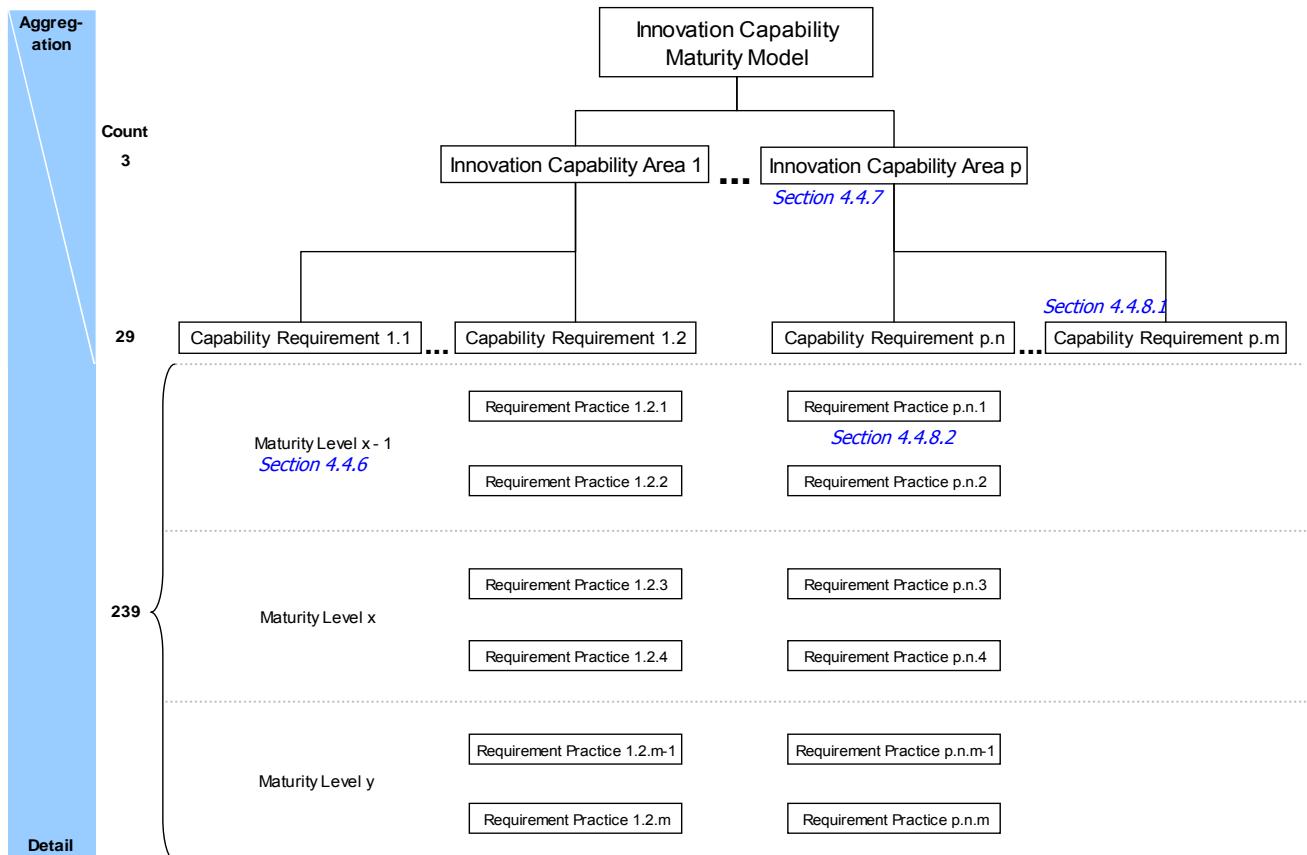 Aggreg-
ation
Innovation Capability
Maturity Model
Count
3
Innovation Capability Area 1
...
Innovation Capability Area p
Section 4.4.7
Section 4.4.8.1
29
Capability Requirement 1.1
...
Capability Requirement 1.2
Capability Requirement p.n
...
Capability Requirement p.m
Requirement Practice 1.2.1
Requirement Practice p.n.1
Maturity Level x - 1
Section 4.4.8.2
Section 4.4.6
Requirement Practice 1.2.2
Requirement Practice p.n.2
239
Maturity Level x
Requirement Practice 1.2.3
Requirement Practice p.n.3
Requirement Practice 1.2.4
Requirement Practice p.n.4
Maturity Level y
Requirement Practice 1.2.m-1
Requirement Practice p.n.m-1
Requirement Practice 1.2.m
Requirement Practice p.n.m
Detail